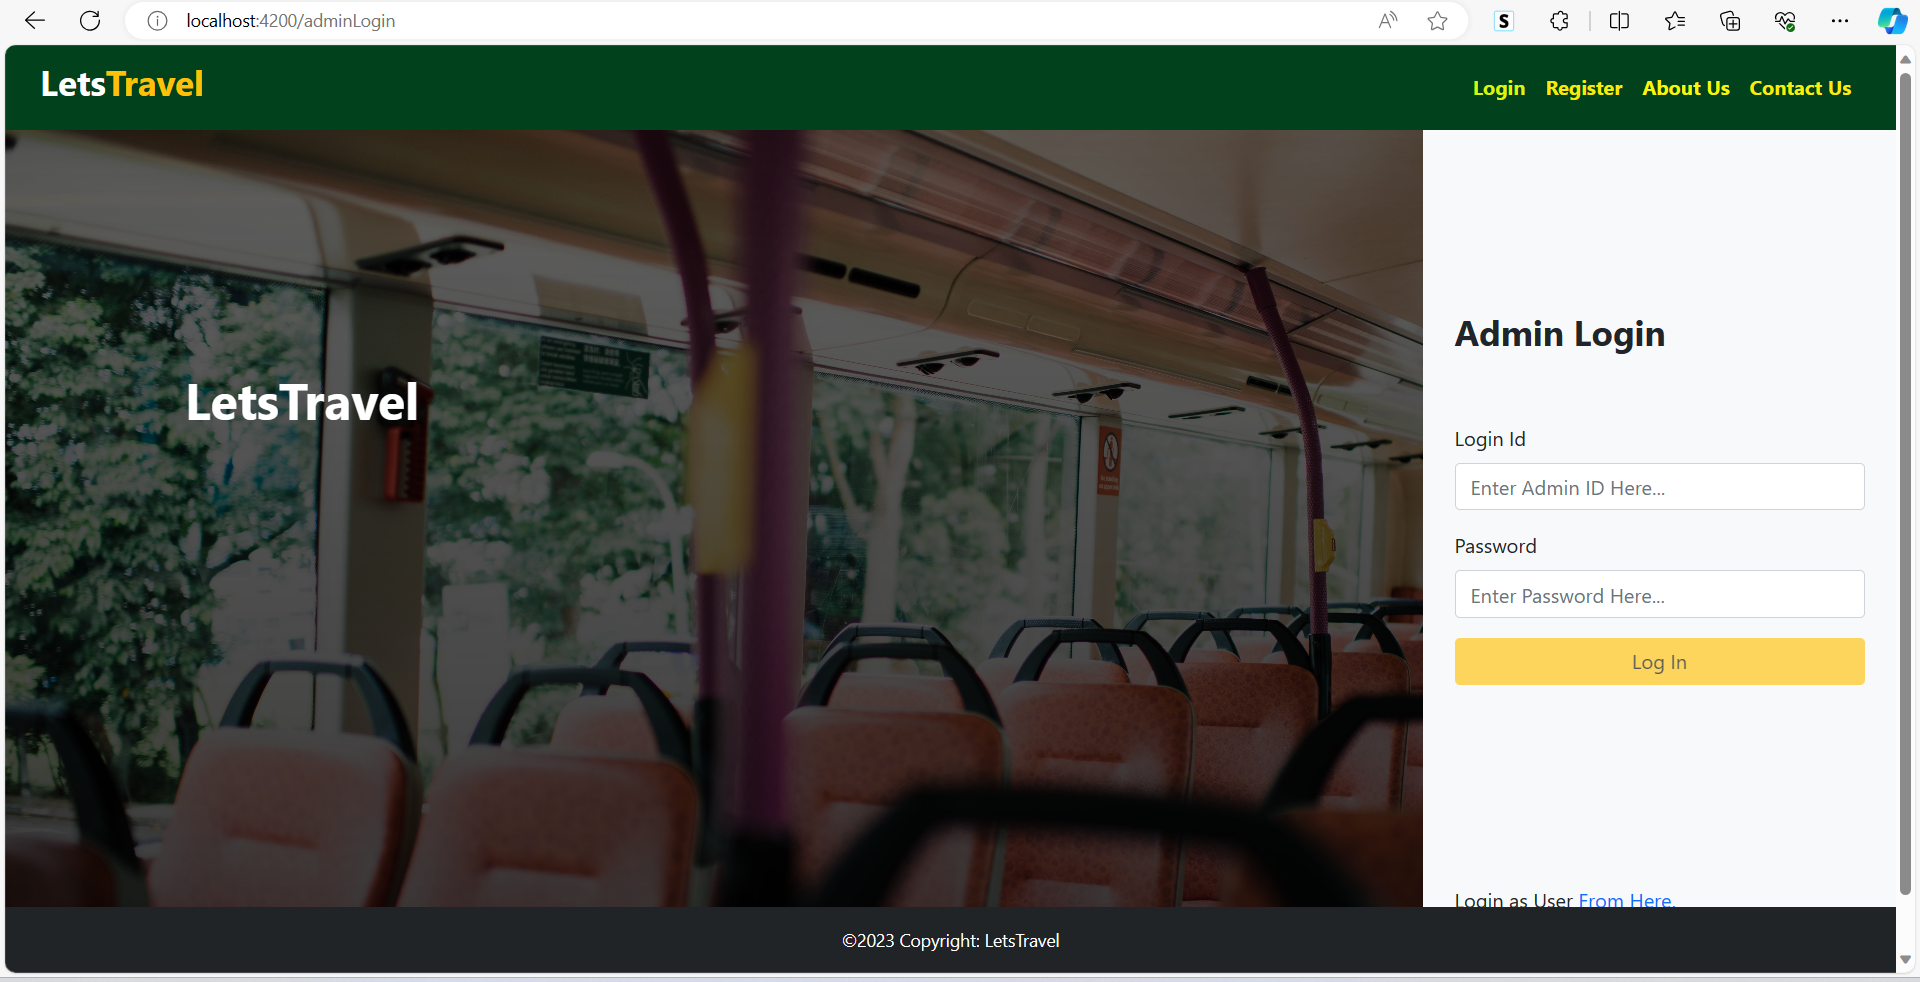 localhost:4200/adminLogin
LetsTravel
Login Register About Us Contact Us
LetsTravel
Admin Login
Login Id
Enter Admin ID Here...
Password
Enter Password Here...
Log In
Login as User From Here.
©2023 Copyright: LetsTravel